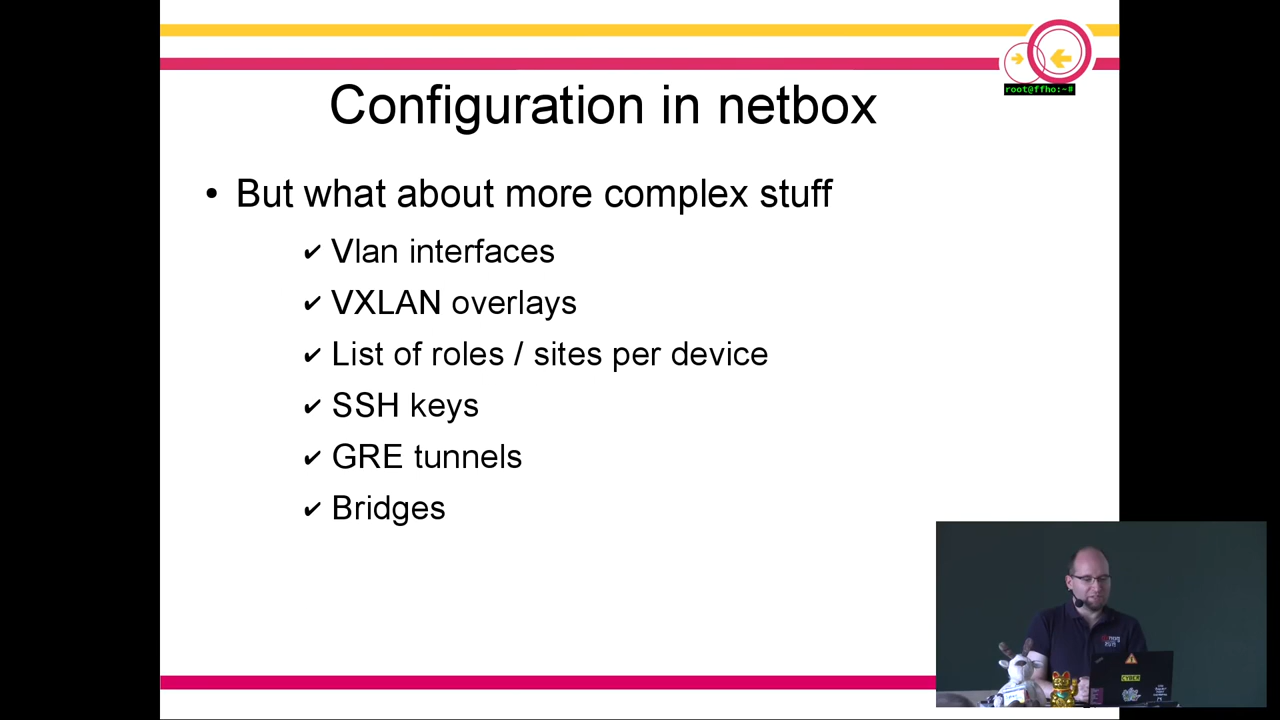 root@ffho:~#
Configuration in netbox
• But what about more complex stuff
✔ Vlan interfaces
✔ VXLAN overlays
✔ List of roles / sites per device
✔ SSH keys
✔ GRE tunnels
✔ Bridges
CYBER